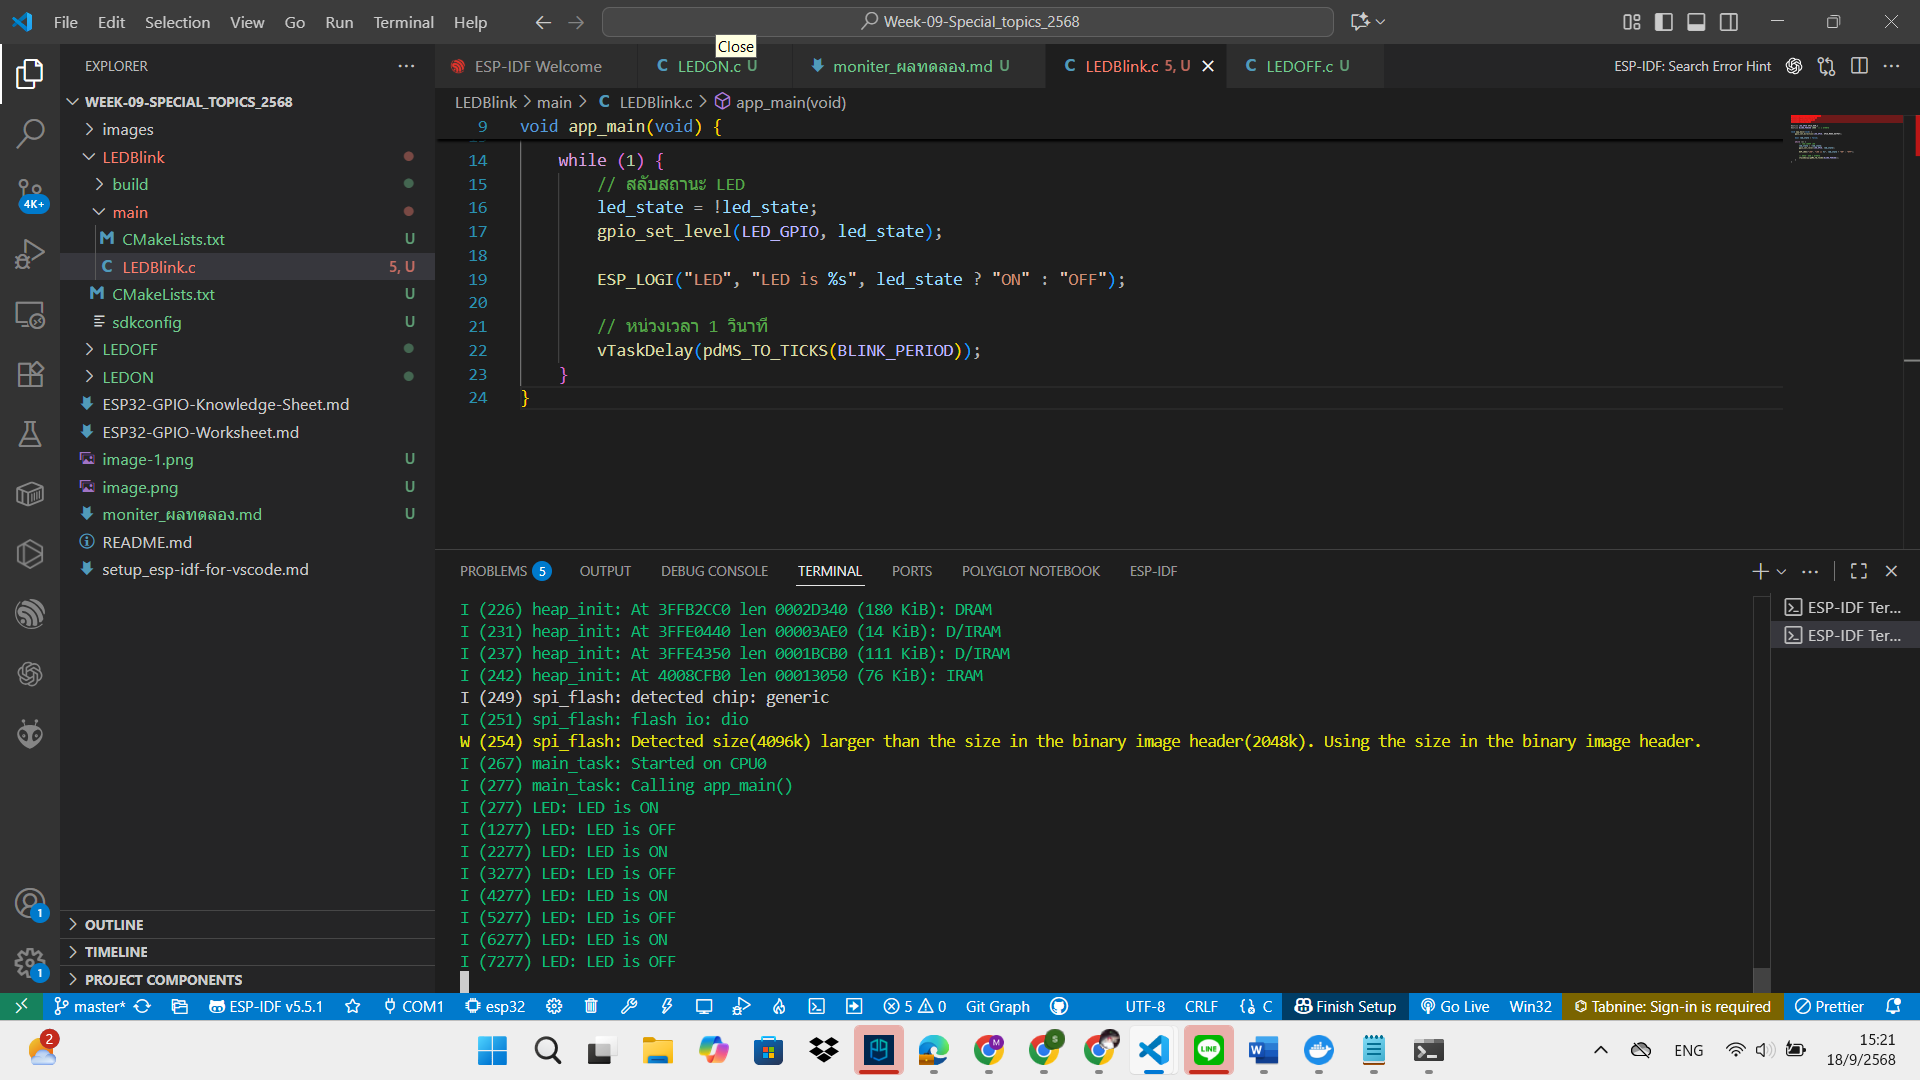 File Edit Selection View Go Run Terminal Help
Week-09-Special_topics_2568
Close
EXPLORER
ESP-IDF Welcome
LEDON.c U
moniter_ผลทดลอง.md U
LEDBlink.c 5, U
LEDOFF.c U
ESP-IDF: Search Error Hint
WEEK-09-SPECIAL_TOPICS_2568
images
LEDBlink
build
main
CMakeLists.txt U
LEDBlink.c 5, U
CMakeLists.txt U
sdkconfig U
LEDOFF
LEDON
ESP32-GPIO-Knowledge-Sheet.md
ESP32-GPIO-Worksheet.md
image-1.png U
image.png U
moniter_ผลทดลอง.md U
README.md
setup_esp-idf-for-vscode.md
OUTLINE
TIMELINE
PROJECT COMPONENTS
4K+
1
1
LEDBlink > main > C LEDBlink.c > app_main(void)
9 void app_main(void) {
14 while (1) {
15 // สลับสถานะ LED
16 led_state = !led_state;
17 gpio_set_level(LED_GPIO, led_state);
18
19 ESP_LOGI("LED", "LED is %s", led_state ? "ON" : "OFF");
20
21 // หน่วงเวลา 1 วินาที
22 vTaskDelay(pdMS_TO_TICKS(BLINK_PERIOD));
23 }
24 }
PROBLEMS 5 OUTPUT DEBUG CONSOLE TERMINAL PORTS POLYGLOT NOTEBOOK ESP-IDF
I (226) heap_init: At 3FFB2CC0 len 0002D340 (180 KiB): DRAM
I (231) heap_init: At 3FFE0440 len 00003AE0 (14 KiB): D/IRAM
I (237) heap_init: At 3FFE4350 len 0001BCB0 (111 KiB): D/IRAM
I (242) heap_init: At 4008CFB0 len 00013050 (76 KiB): IRAM
I (249) spi_flash: detected chip: generic
I (251) spi_flash: flash io: dio
W (254) spi_flash: Detected size(4096k) larger than the size in the binary image header(2048k). Using the size in the binary image header.
I (267) main_task: Started on CPU0
I (277) main_task: Calling app_main()
I (277) LED: LED is ON
I (1277) LED: LED is OFF
I (2277) LED: LED is ON
I (3277) LED: LED is OFF
I (4277) LED: LED is ON
I (5277) LED: LED is OFF
I (6277) LED: LED is ON
I (7277) LED: LED is OFF
ESP-IDF Ter...
ESP-IDF Ter...
master* ESP-IDF v5.5.1 COM1 esp32 5 0 Git Graph UTF-8 CRLF {} C Finish Setup Go Live Win32 Tabnine: Sign-in is required Prettier
2
ENG
15:21
18/9/2568